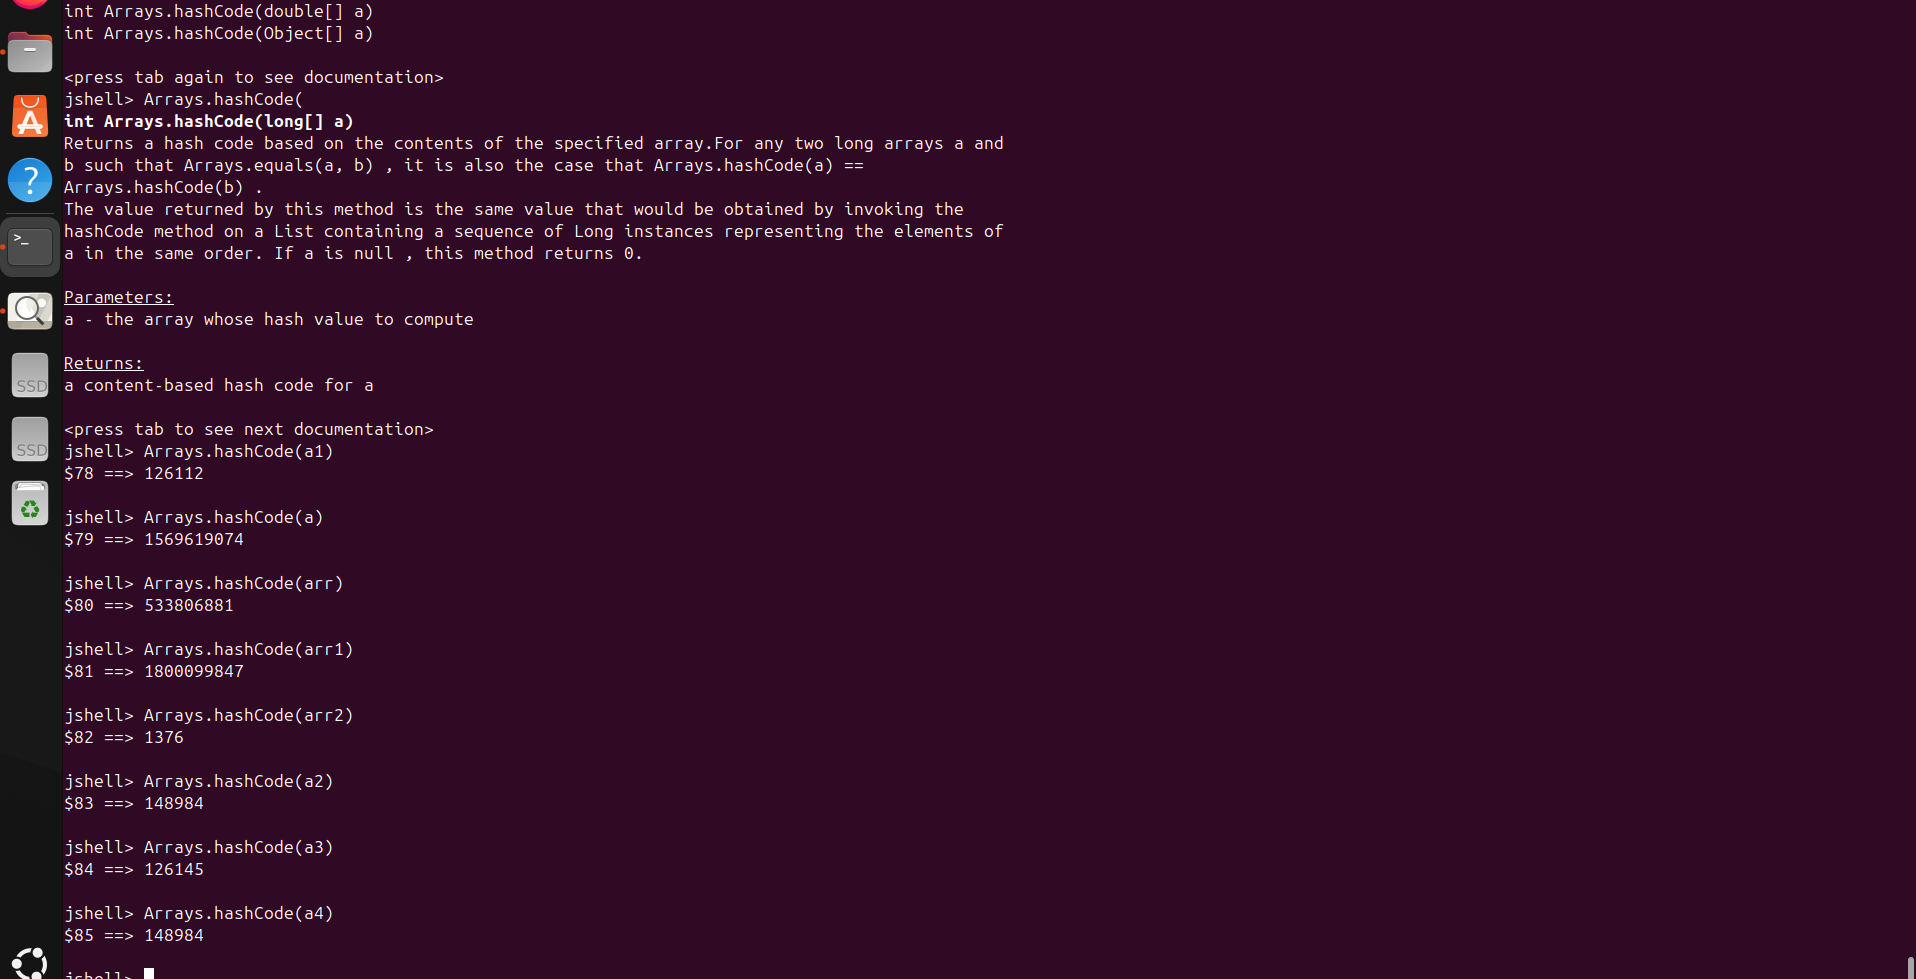 int Arrays.hashCode(double[] a)
int Arrays.hashCode(Object[] a)
<press tab again to see documentation>
jshell> Arrays.hashCode(
int Arrays.hashCode(long[] a)
Returns a hash code based on the contents of the specified array.For any two long arrays a and
b such that Arrays.equals(a, b) , it is also the case that Arrays.hashCode(a) ==
Arrays.hashCode(b) .
The value returned by this method is the same value that would be obtained by invoking the
hashCode method on a List containing a sequence of Long instances representing the elements of
a in the same order. If a is null , this method returns 0.
Parameters:
a - the array whose hash value to compute
Returns:
a content-based hash code for a
<press tab to see next documentation>
jshell> Arrays.hashCode(a1)
$78 ==> 126112
jshell> Arrays.hashCode(a)
$79 ==> 1569619074
jshell> Arrays.hashCode(arr)
$80 ==> 533806881
jshell> Arrays.hashCode(arr1)
$81 ==> 1800099847
jshell> Arrays.hashCode(arr2)
$82 ==> 1376
jshell> Arrays.hashCode(a2)
$83 ==> 148984
jshell> Arrays.hashCode(a3)
$84 ==> 126145
jshell> Arrays.hashCode(a4)
$85 ==> 148984
jshell>
?
>_
SSD
SSD